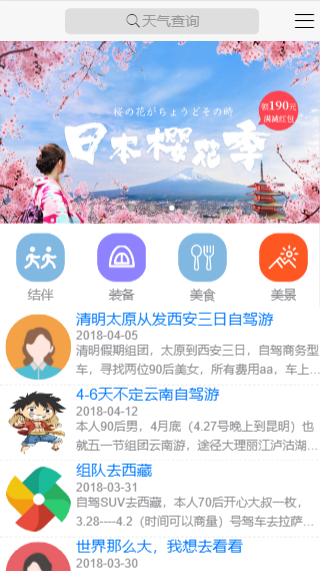 天气查询
桜の花がちょうどその時
日本樱花季
领190元
满减红包
结伴
装备
美食
美景
清明太原从发西安三日自驾游
2018-04-05
清明假期组团，太原到西安三日，自驾商务型
车，寻找两位90后美女，所有费用aa，车上...
4-6天不定云南自驾游
2018-04-12
本人90后男，4月底（4.27号晚上到昆明）也
就五一节组团云南游，途径大理丽江泸沽湖...
组队去西藏
2018-03-31
自驾SUV去西藏，本人70后开心大叔一枚，
3.28----4.2（时间可以商量）号驾车去拉萨...
世界那么大，我想去看看
2018-03-30